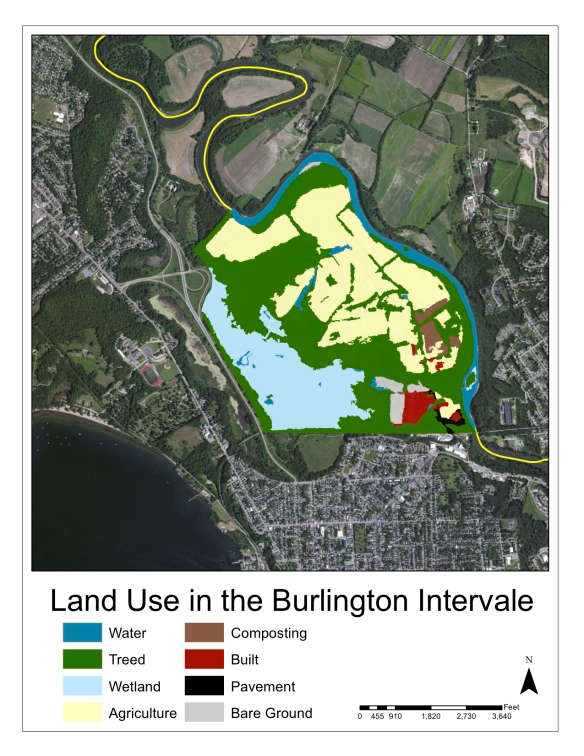 Land Use in the Burlington Intervale
Water
Treed
Wetland
Agriculture
Composting
Built
Pavement
Bare Ground
N
Feet
0 455 910 1,820 2,730 3,640